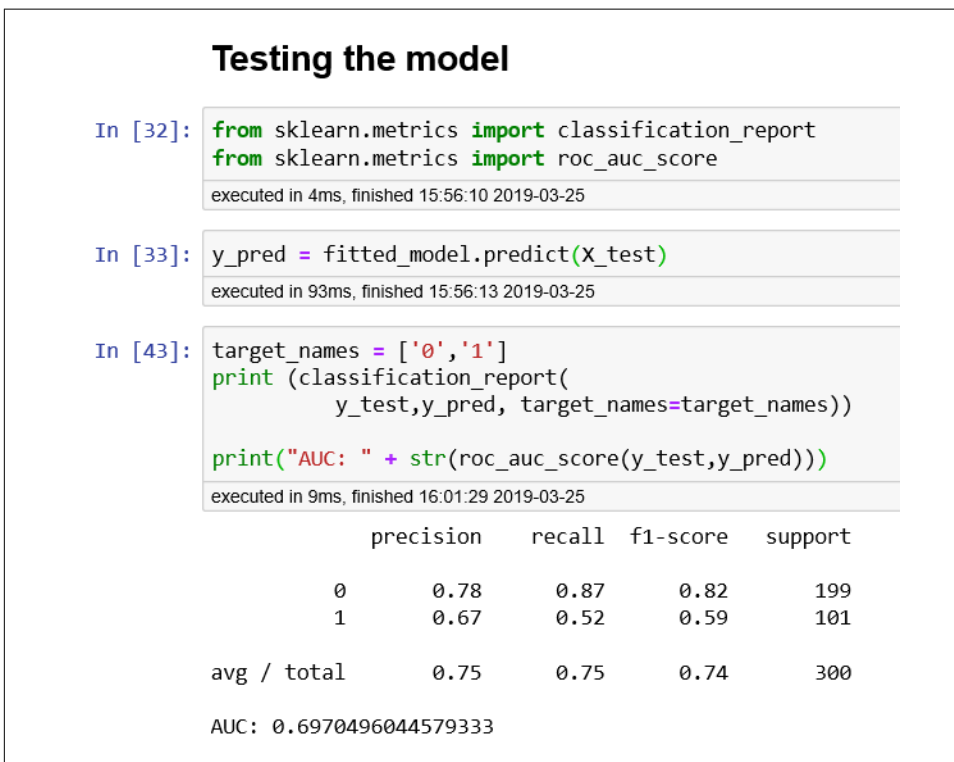 Testing the model
In [32]: from sklearn.metrics import classification_report
from sklearn.metrics import roc_auc_score
executed in 4ms, finished 15:56:10 2019-03-25
In [33]: y_pred = fitted_model.predict(X_test)
executed in 93ms, finished 15:56:13 2019-03-25
In [43]: target_names = ['0','1']
print (classification_report(
y_test,y_pred, target_names=target_names))
print("AUC: " + str(roc_auc_score(y_test,y_pred)))
executed in 9ms, finished 16:01:29 2019-03-25
precision recall f1-score support
0 0.78 0.87 0.82 199
1 0.67 0.52 0.59 101
avg / total 0.75 0.75 0.74 300
AUC: 0.6970496044579333